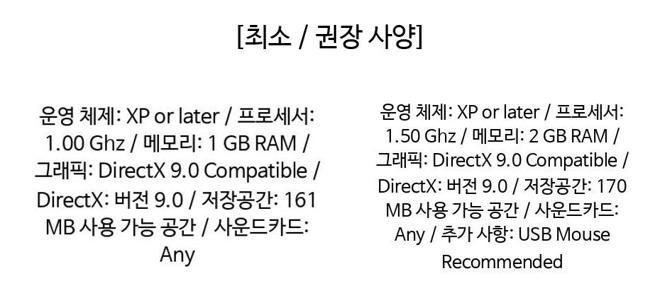 [최소 / 권장 사양]
운영 체제: XP or later / 프로세서:
1.00 Ghz / 메모리: 1 GB RAM /
그래픽: DirectX 9.0 Compatible /
DirectX: 버전 9.0 / 저장공간: 161
MB 사용 가능 공간 / 사운드카드:
Any
운영 체제: XP or later / 프로세서:
1.50 Ghz / 메모리: 2 GB RAM /
그래픽: DirectX 9.0 Compatible /
DirectX: 버전 9.0 / 저장공간: 170
MB 사용 가능 공간 / 사운드카드:
Any / 추가 사항: USB Mouse
Recommended